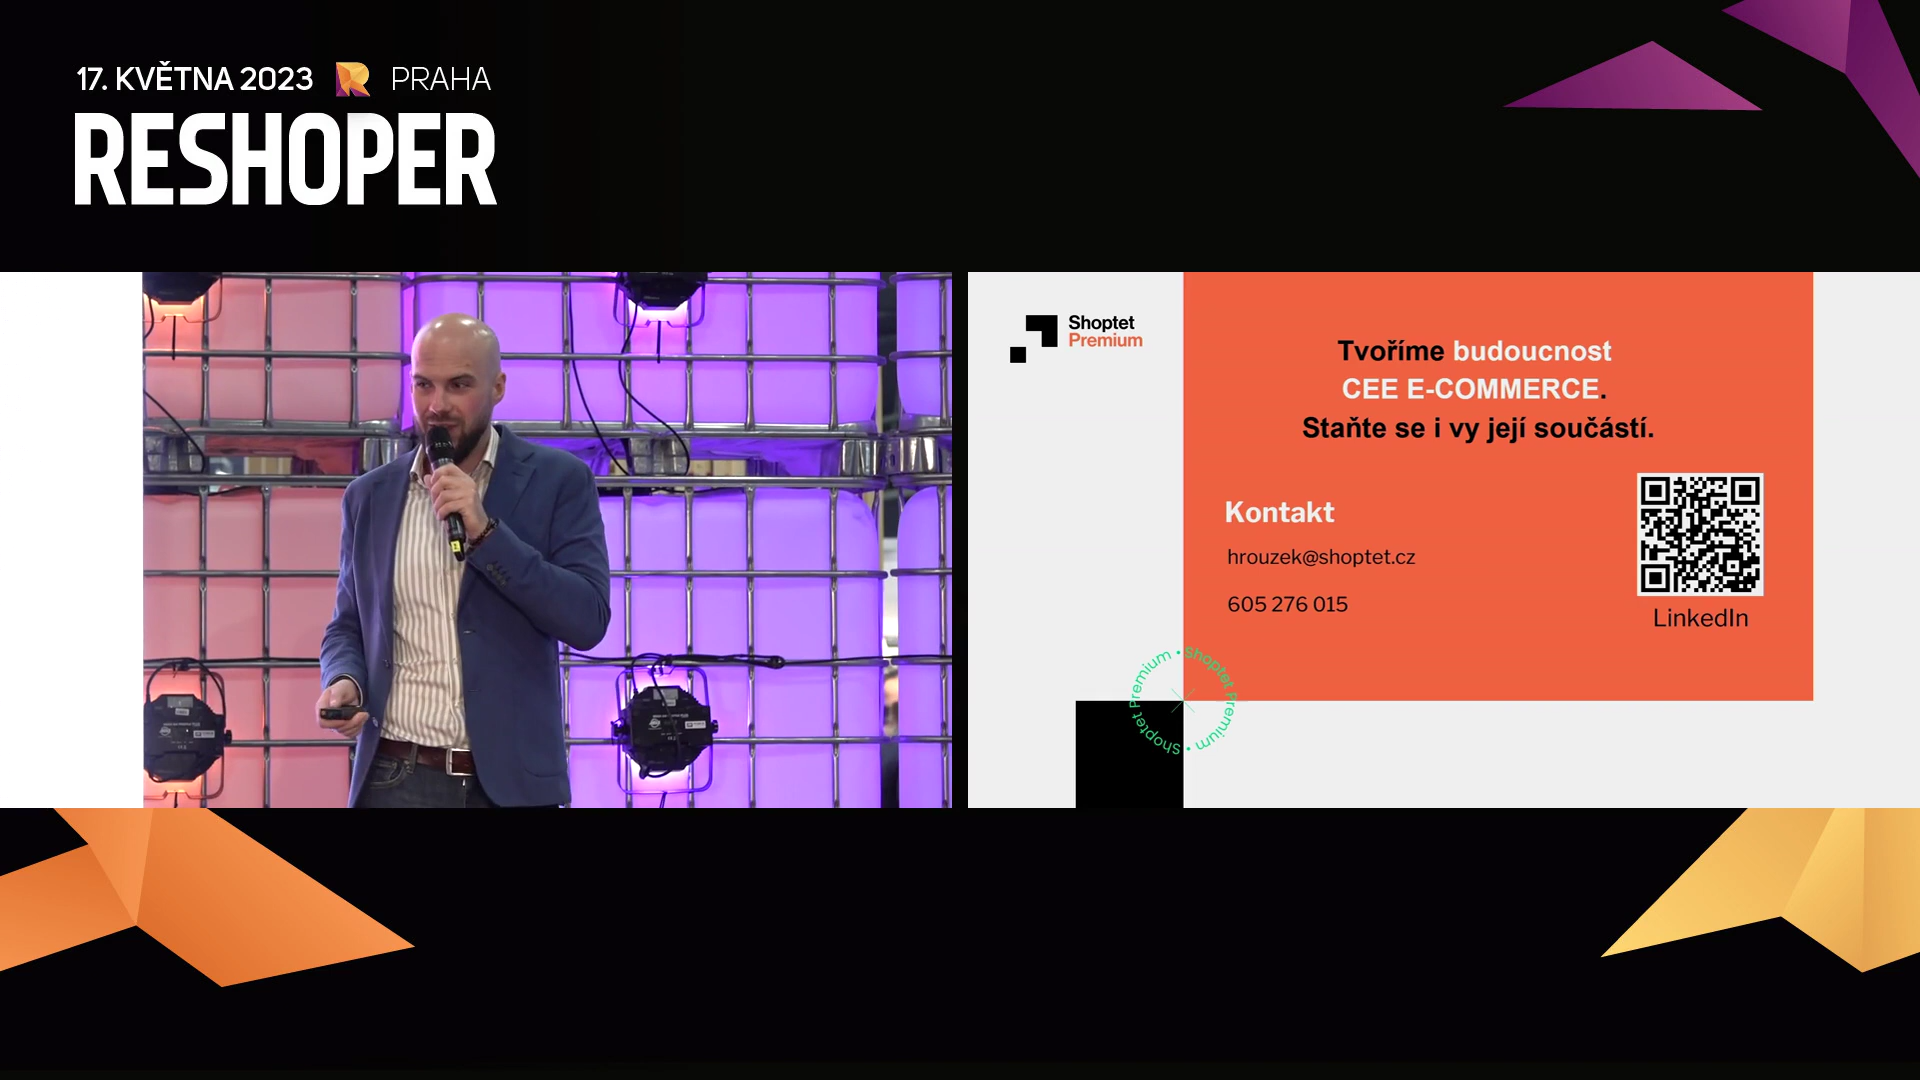 17. KVĚTNA 2023 R PRAHA
RESHOPER
Shoptet
Premium
Tvoříme budoucnost
CEE E-COMMERCE.
Staňte se i vy její součástí.
Kontakt
hrouzek@shoptet.cz
605 276 015
LinkedIn
shoptet Premium • shoptet Premium •